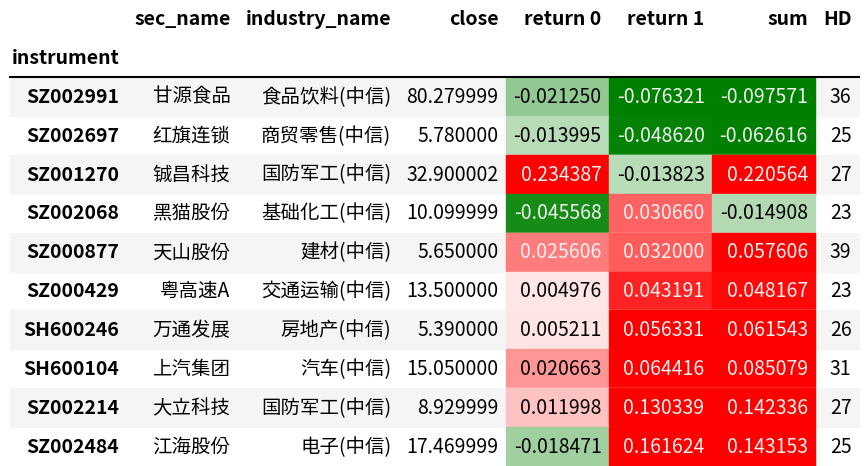 sec_name industry_name close return 0 return 1 sum HD
instrument
SZ002991 甘源食品 食品饮料(中信) 80.279999 -0.021250 -0.076321 -0.097571 36
SZ002697 红旗连锁 商贸零售(中信) 5.780000 -0.013995 -0.048620 -0.062616 25
SZ001270 铖昌科技 国防军工(中信) 32.900002 0.234387 -0.013823 0.220564 27
SZ002068 黑猫股份 基础化工(中信) 10.099999 -0.045568 0.030660 -0.014908 23
SZ000877 天山股份 建材(中信) 5.650000 0.025606 0.032000 0.057606 39
SZ000429 粤高速A 交通运输(中信) 13.500000 0.004976 0.043191 0.048167 23
SH600246 万通发展 房地产(中信) 5.390000 0.005211 0.056331 0.061543 26
SH600104 上汽集团 汽车(中信) 15.050000 0.020663 0.064416 0.085079 31
SZ002214 大立科技 国防军工(中信) 8.929999 0.011998 0.130339 0.142336 27
SZ002484 江海股份 电子(中信) 17.469999 -0.018471 0.161624 0.143153 25